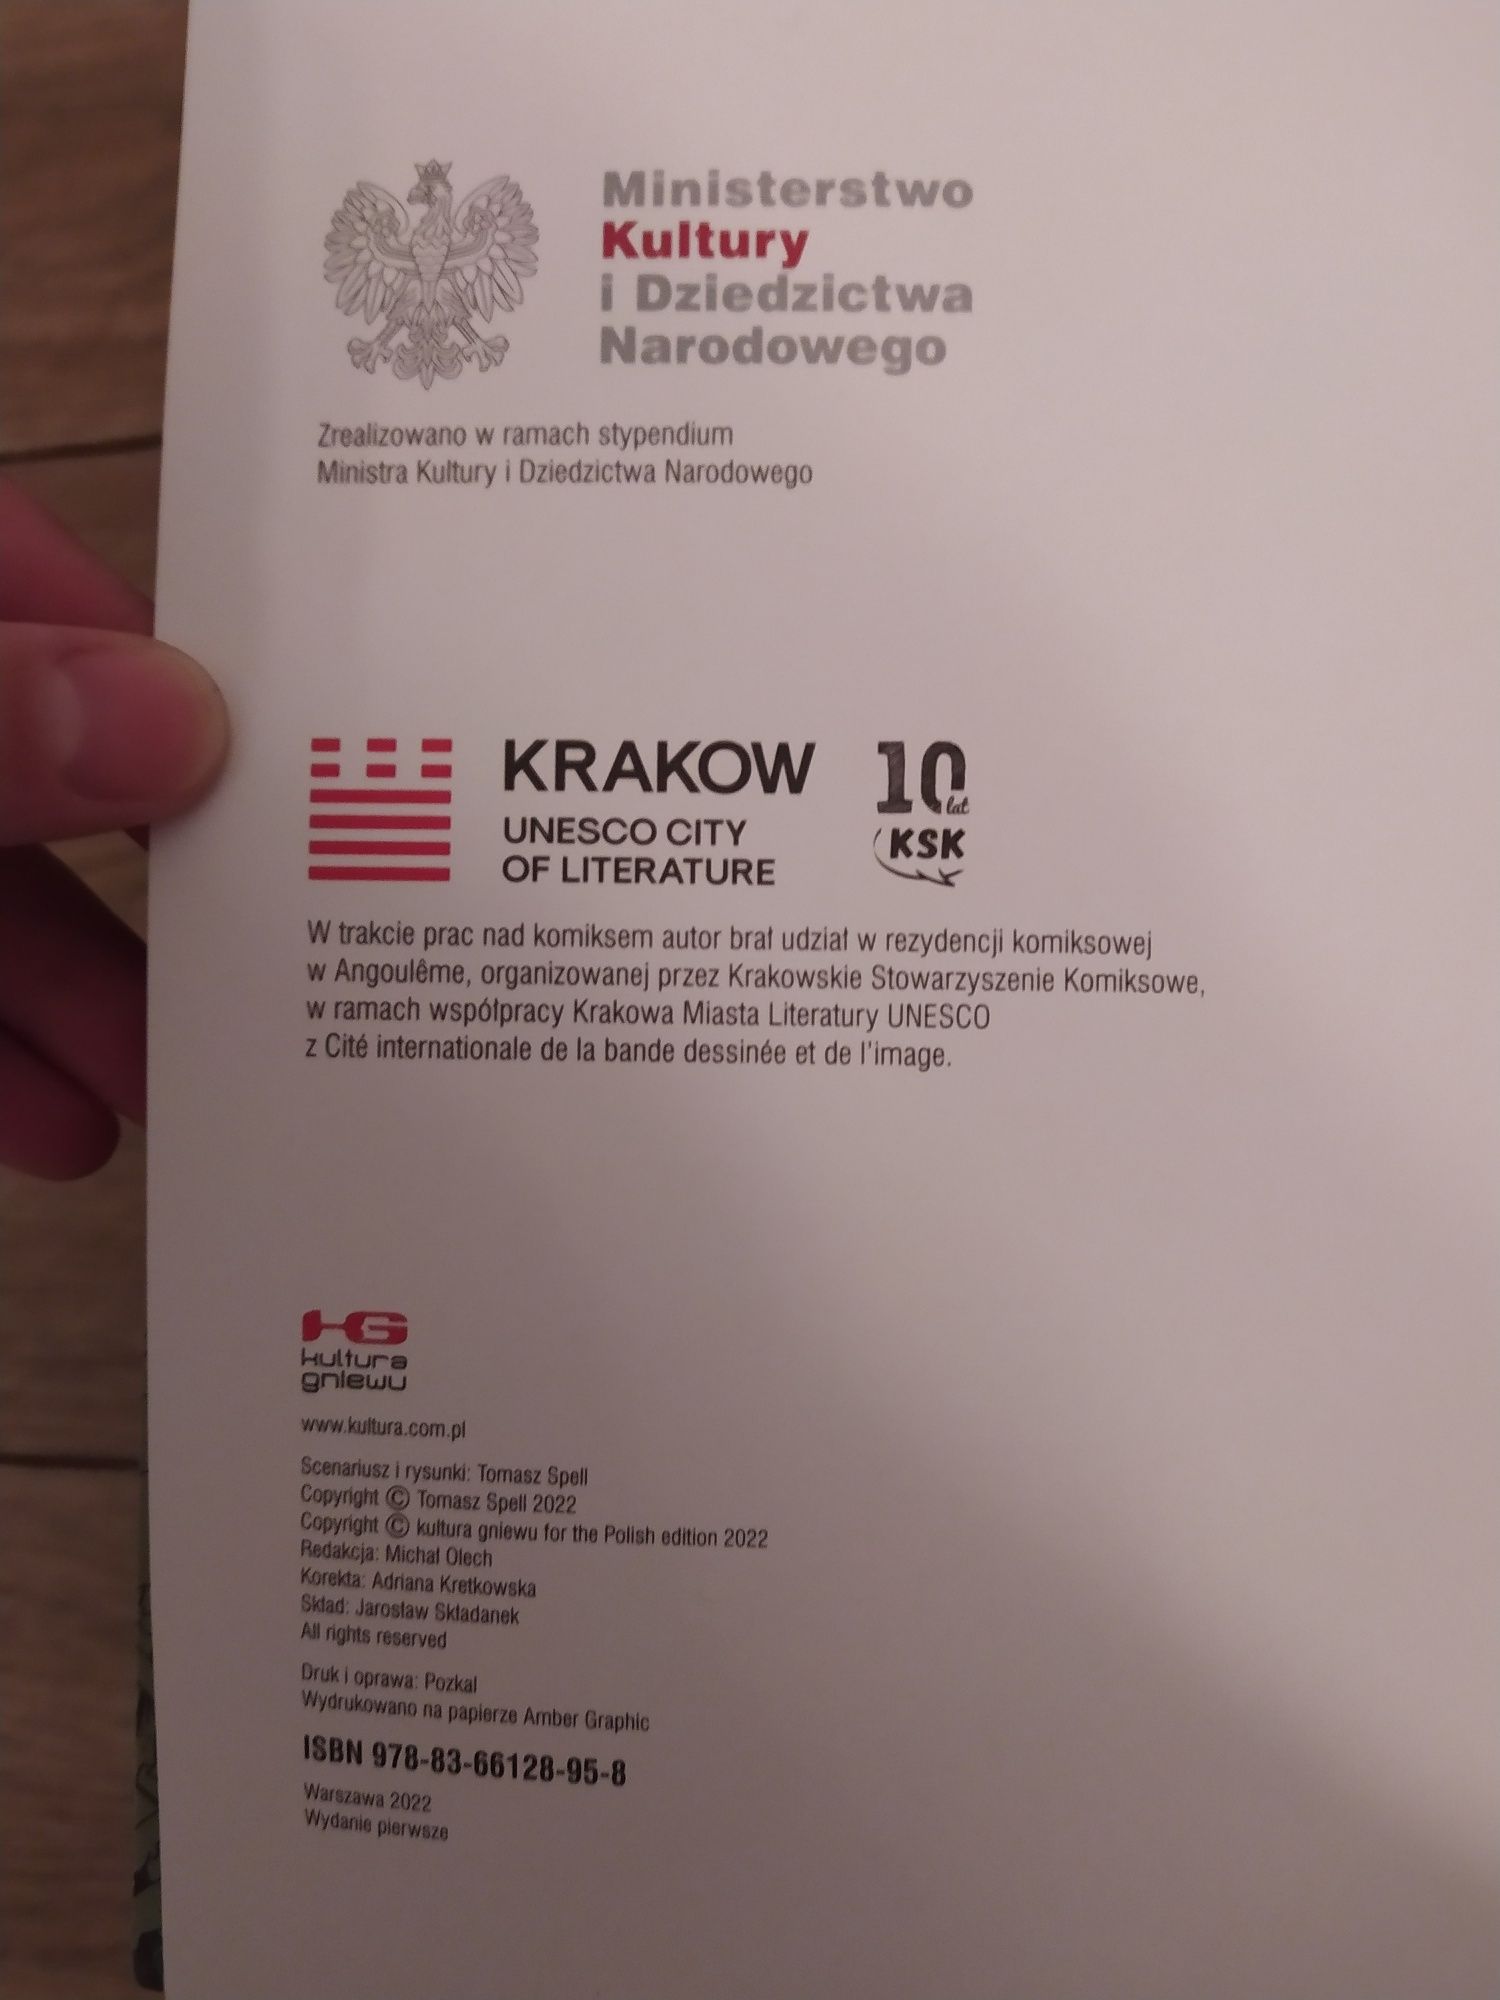 Ministerstwo
Kultury
i Dziedzictwa
Narodowego
Zrealizowano w ramach stypendium
Ministra Kultury i Dziedzictwa Narodowego
KRAKOW
UNESCO CITY
OF LITERATURE
10
lat
KSK
W trakcie prac nad komiksem autor brał udział w rezydencji komiksowej
w Angoulême, organizowanej przez Krakowskie Stowarzyszenie Komiksowe,
w ramach współpracy Krakowa Miasta Literatury UNESCO
z Cité internationale de la bande dessinée et de l'image.
KG
kultura
gniewu
www.kultura.com.pl
Scenariusz i rysunki: Tomasz Spell
Copyright © Tomasz Spell 2022
Copyright © kultura gniewu for the Polish edition 2022
Redakcja: Michał Olech
Korekta: Adriana Kretkowska
Skład: Jarosław Składanek
All rights reserved
Druk i oprawa: Pozkal
Wydrukowano na papierze Amber Graphic
ISBN 978-83-66128-95-8
Warszawa 2022
Wydanie pierwsze